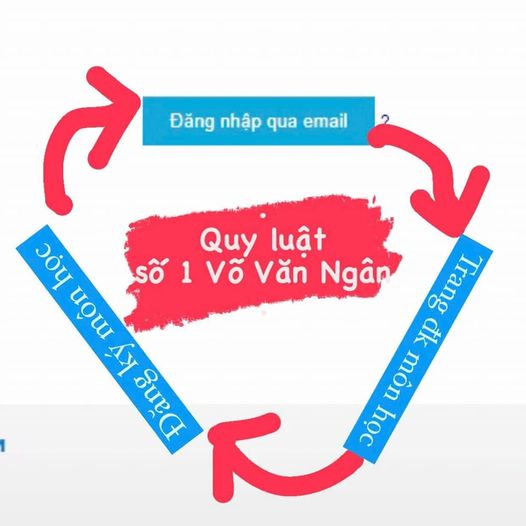 Đăng nhập qua email
?
Trang đk môn học
Đăng ký môn học
Quy luật
số 1 Võ Văn Ngân